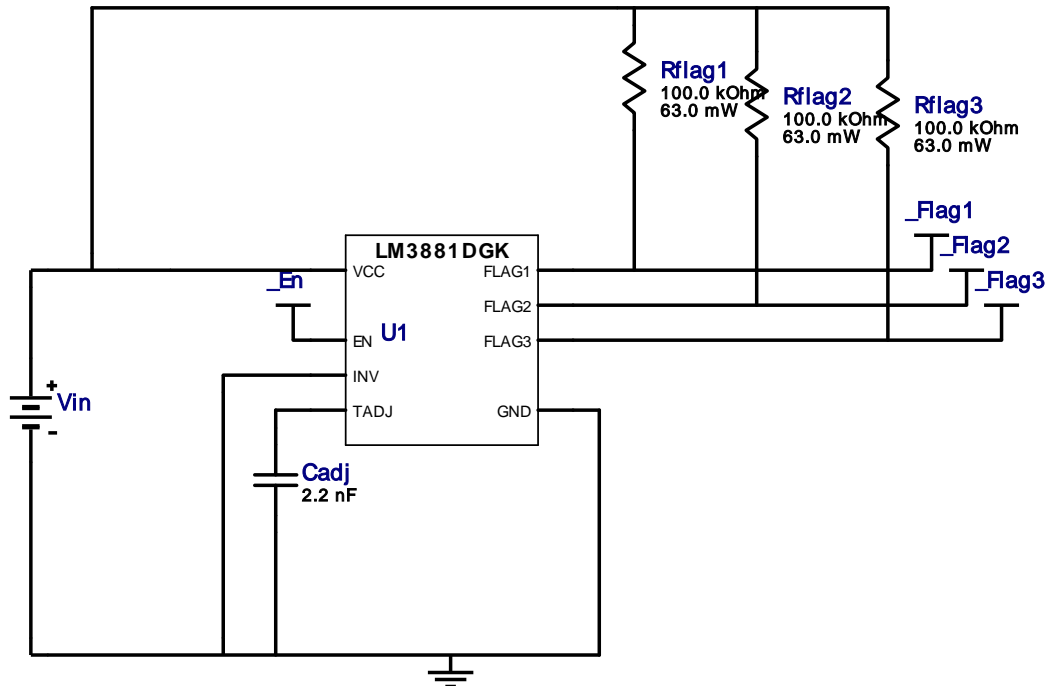 Rflag1
100.0 kOhm
63.0 mW
Rflag2
100.0 kOhm
63.0 mW
Rflag3
100.0 kOhm
63.0 mW
_Flag1
_Flag2
_Flag3
LM3881DGK
VCC
FLAG1
_En
FLAG2
EN
U1
FLAG3
INV
TADJ
GND
+
Vin
-
Cadj
2.2 nF